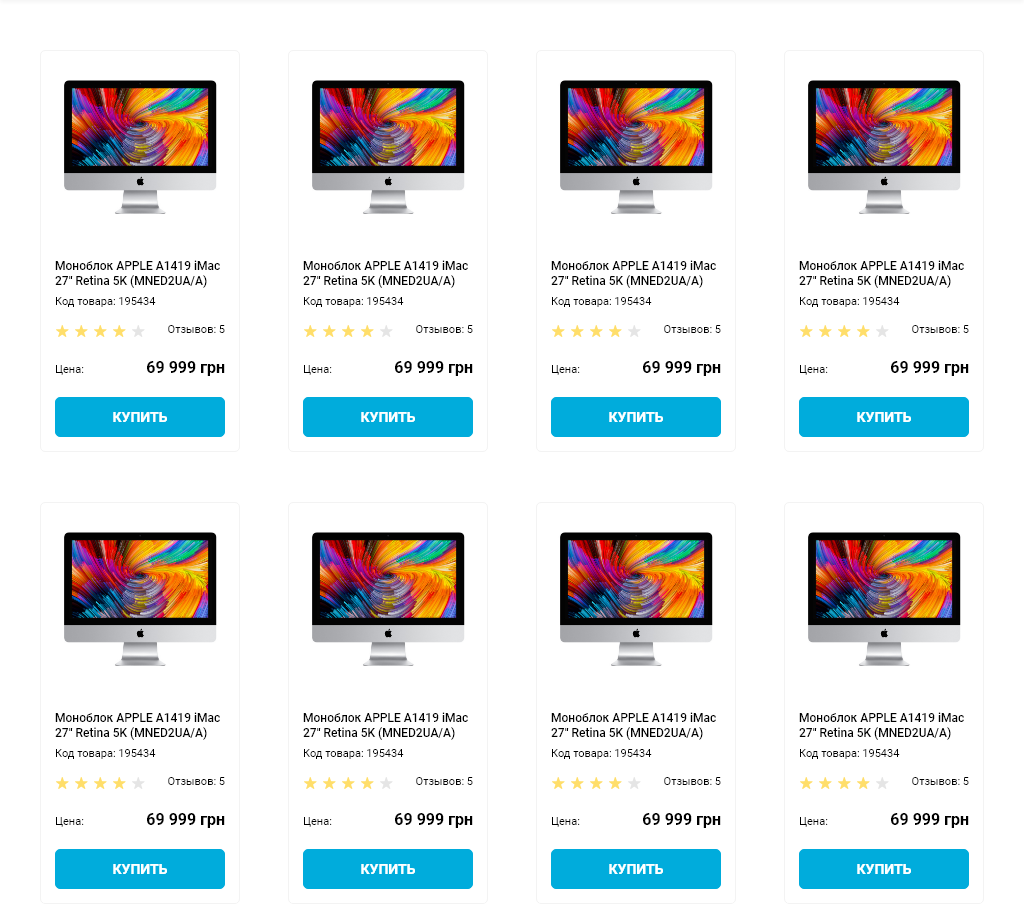 Моноблок APPLE A1419 iMac
27" Retina 5K (MNED2UA/A)
Код товара: 195434
Отзывов: 5
Цена: 69 999 грн
КУПИТЬ
Моноблок APPLE A1419 iMac
27" Retina 5K (MNED2UA/A)
Код товара: 195434
Отзывов: 5
Цена: 69 999 грн
КУПИТЬ
Моноблок APPLE A1419 iMac
27" Retina 5K (MNED2UA/A)
Код товара: 195434
Отзывов: 5
Цена: 69 999 грн
КУПИТЬ
Моноблок APPLE A1419 iMac
27" Retina 5K (MNED2UA/A)
Код товара: 195434
Отзывов: 5
Цена: 69 999 грн
КУПИТЬ
Моноблок APPLE A1419 iMac
27" Retina 5K (MNED2UA/A)
Код товара: 195434
Отзывов: 5
Цена: 69 999 грн
КУПИТЬ
Моноблок APPLE A1419 iMac
27" Retina 5K (MNED2UA/A)
Код товара: 195434
Отзывов: 5
Цена: 69 999 грн
КУПИТЬ
Моноблок APPLE A1419 iMac
27" Retina 5K (MNED2UA/A)
Код товара: 195434
Отзывов: 5
Цена: 69 999 грн
КУПИТЬ
Моноблок APPLE A1419 iMac
27" Retina 5K (MNED2UA/A)
Код товара: 195434
Отзывов: 5
Цена: 69 999 грн
КУПИТЬ